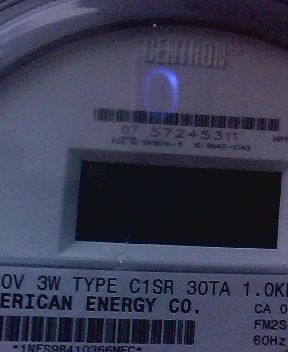 CENTRON
07 57245311
0V 3W TYPE C1SR 30TA 1.0K
ERICAN ENERGY CO.
CA 0
FM2S
60Hz